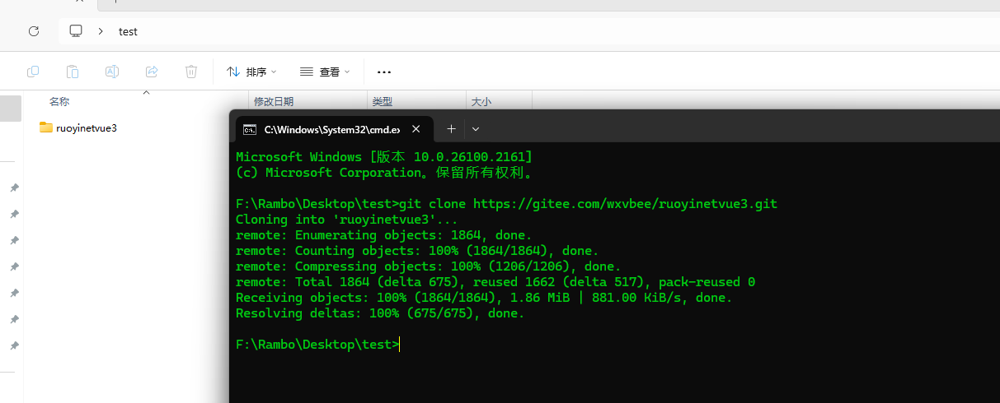 test
排序
查看
名称
修改日期
类型
大小
ruoyinetvue3
C:\Windows\System32\cmd.ex
Microsoft Windows [版本 10.0.26100.2161]
(c) Microsoft Corporation。保留所有权利。
F:\Rambo\Desktop\test>git clone https://gitee.com/wxvbee/ruoyinetvue3.git
Cloning into 'ruoyinetvue3'...
remote: Enumerating objects: 1864, done.
remote: Counting objects: 100% (1864/1864), done.
remote: Compressing objects: 100% (1206/1206), done.
remote: Total 1864 (delta 675), reused 1662 (delta 517), pack-reused 0
Receiving objects: 100% (1864/1864), 1.86 MiB | 881.00 KiB/s, done.
Resolving deltas: 100% (675/675), done.
F:\Rambo\Desktop\test>